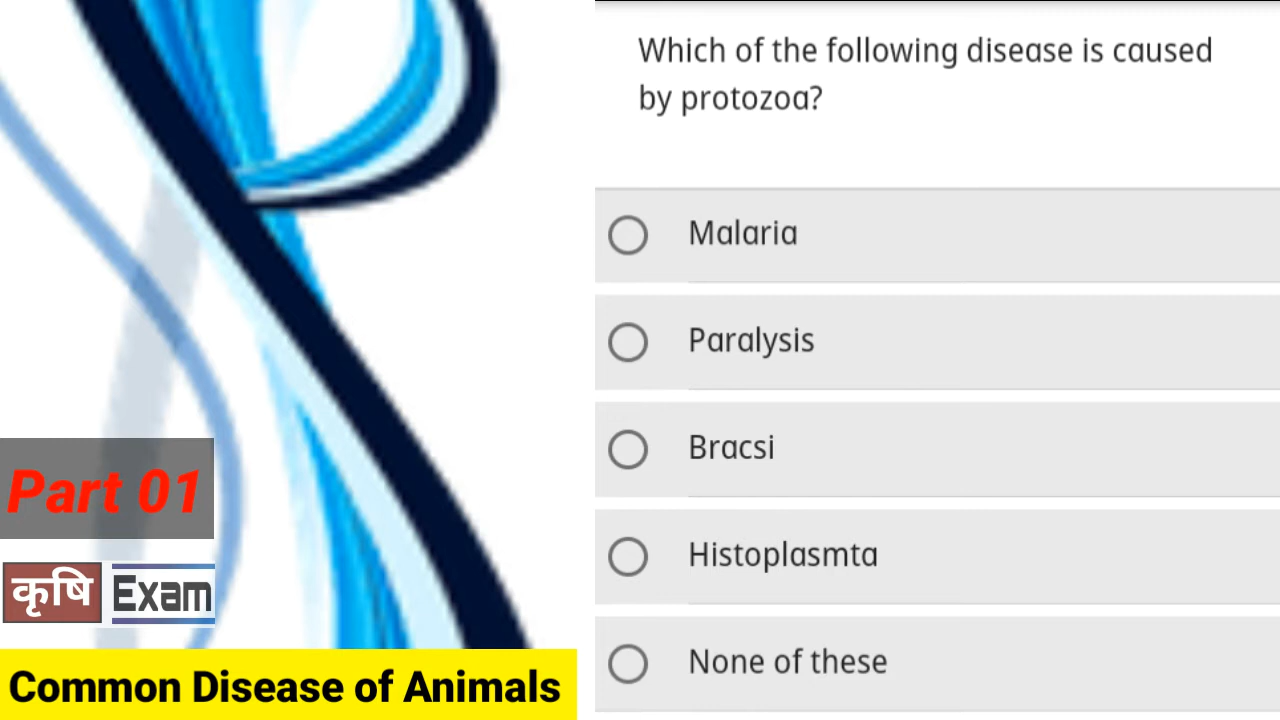 Which of the following disease is caused
by protozoa?
Malaria
Paralysis
Bracsi
Histoplasmta
None of these
Part 01
कृषि Exam
Common Disease of Animals